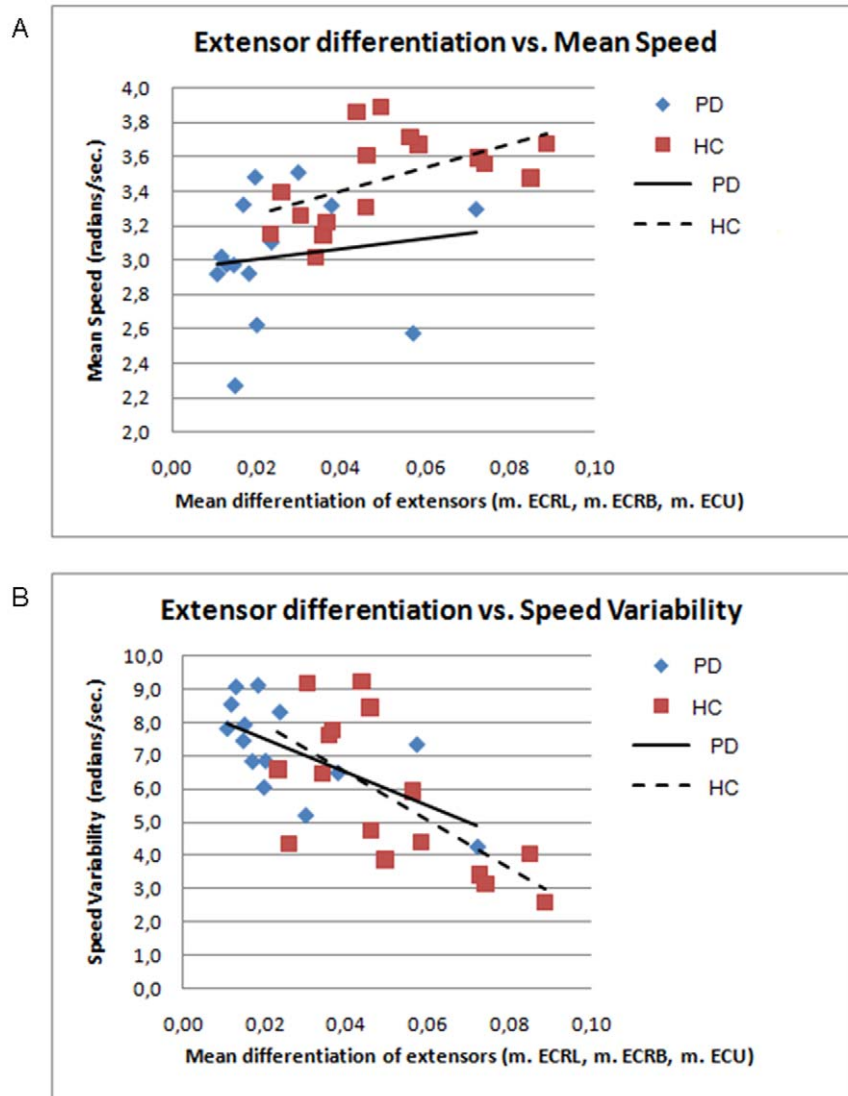 A
Extensor differentiation vs. Mean Speed
4,0
3,8
3,6
3,4
3,2
3,0
2,8
2,6
2,4
2,2
2,0
Mean Speed (radians/sec.)
0,00 0,02 0,04 0,06 0,08 0,10
Mean differentiation of extensors (m. ECRL, m. ECRB, m. ECU)
PD
HC
PD
HC
B
Extensor differentiation vs. Speed Variability
10,0
9,0
8,0
7,0
6,0
5,0
4,0
3,0
2,0
1,0
0,0
Speed Variability (radians/sec.)
0,00 0,02 0,04 0,06 0,08 0,10
Mean differentiation of extensors (m. ECRL, m. ECRB, m. ECU)
PD
HC
PD
HC